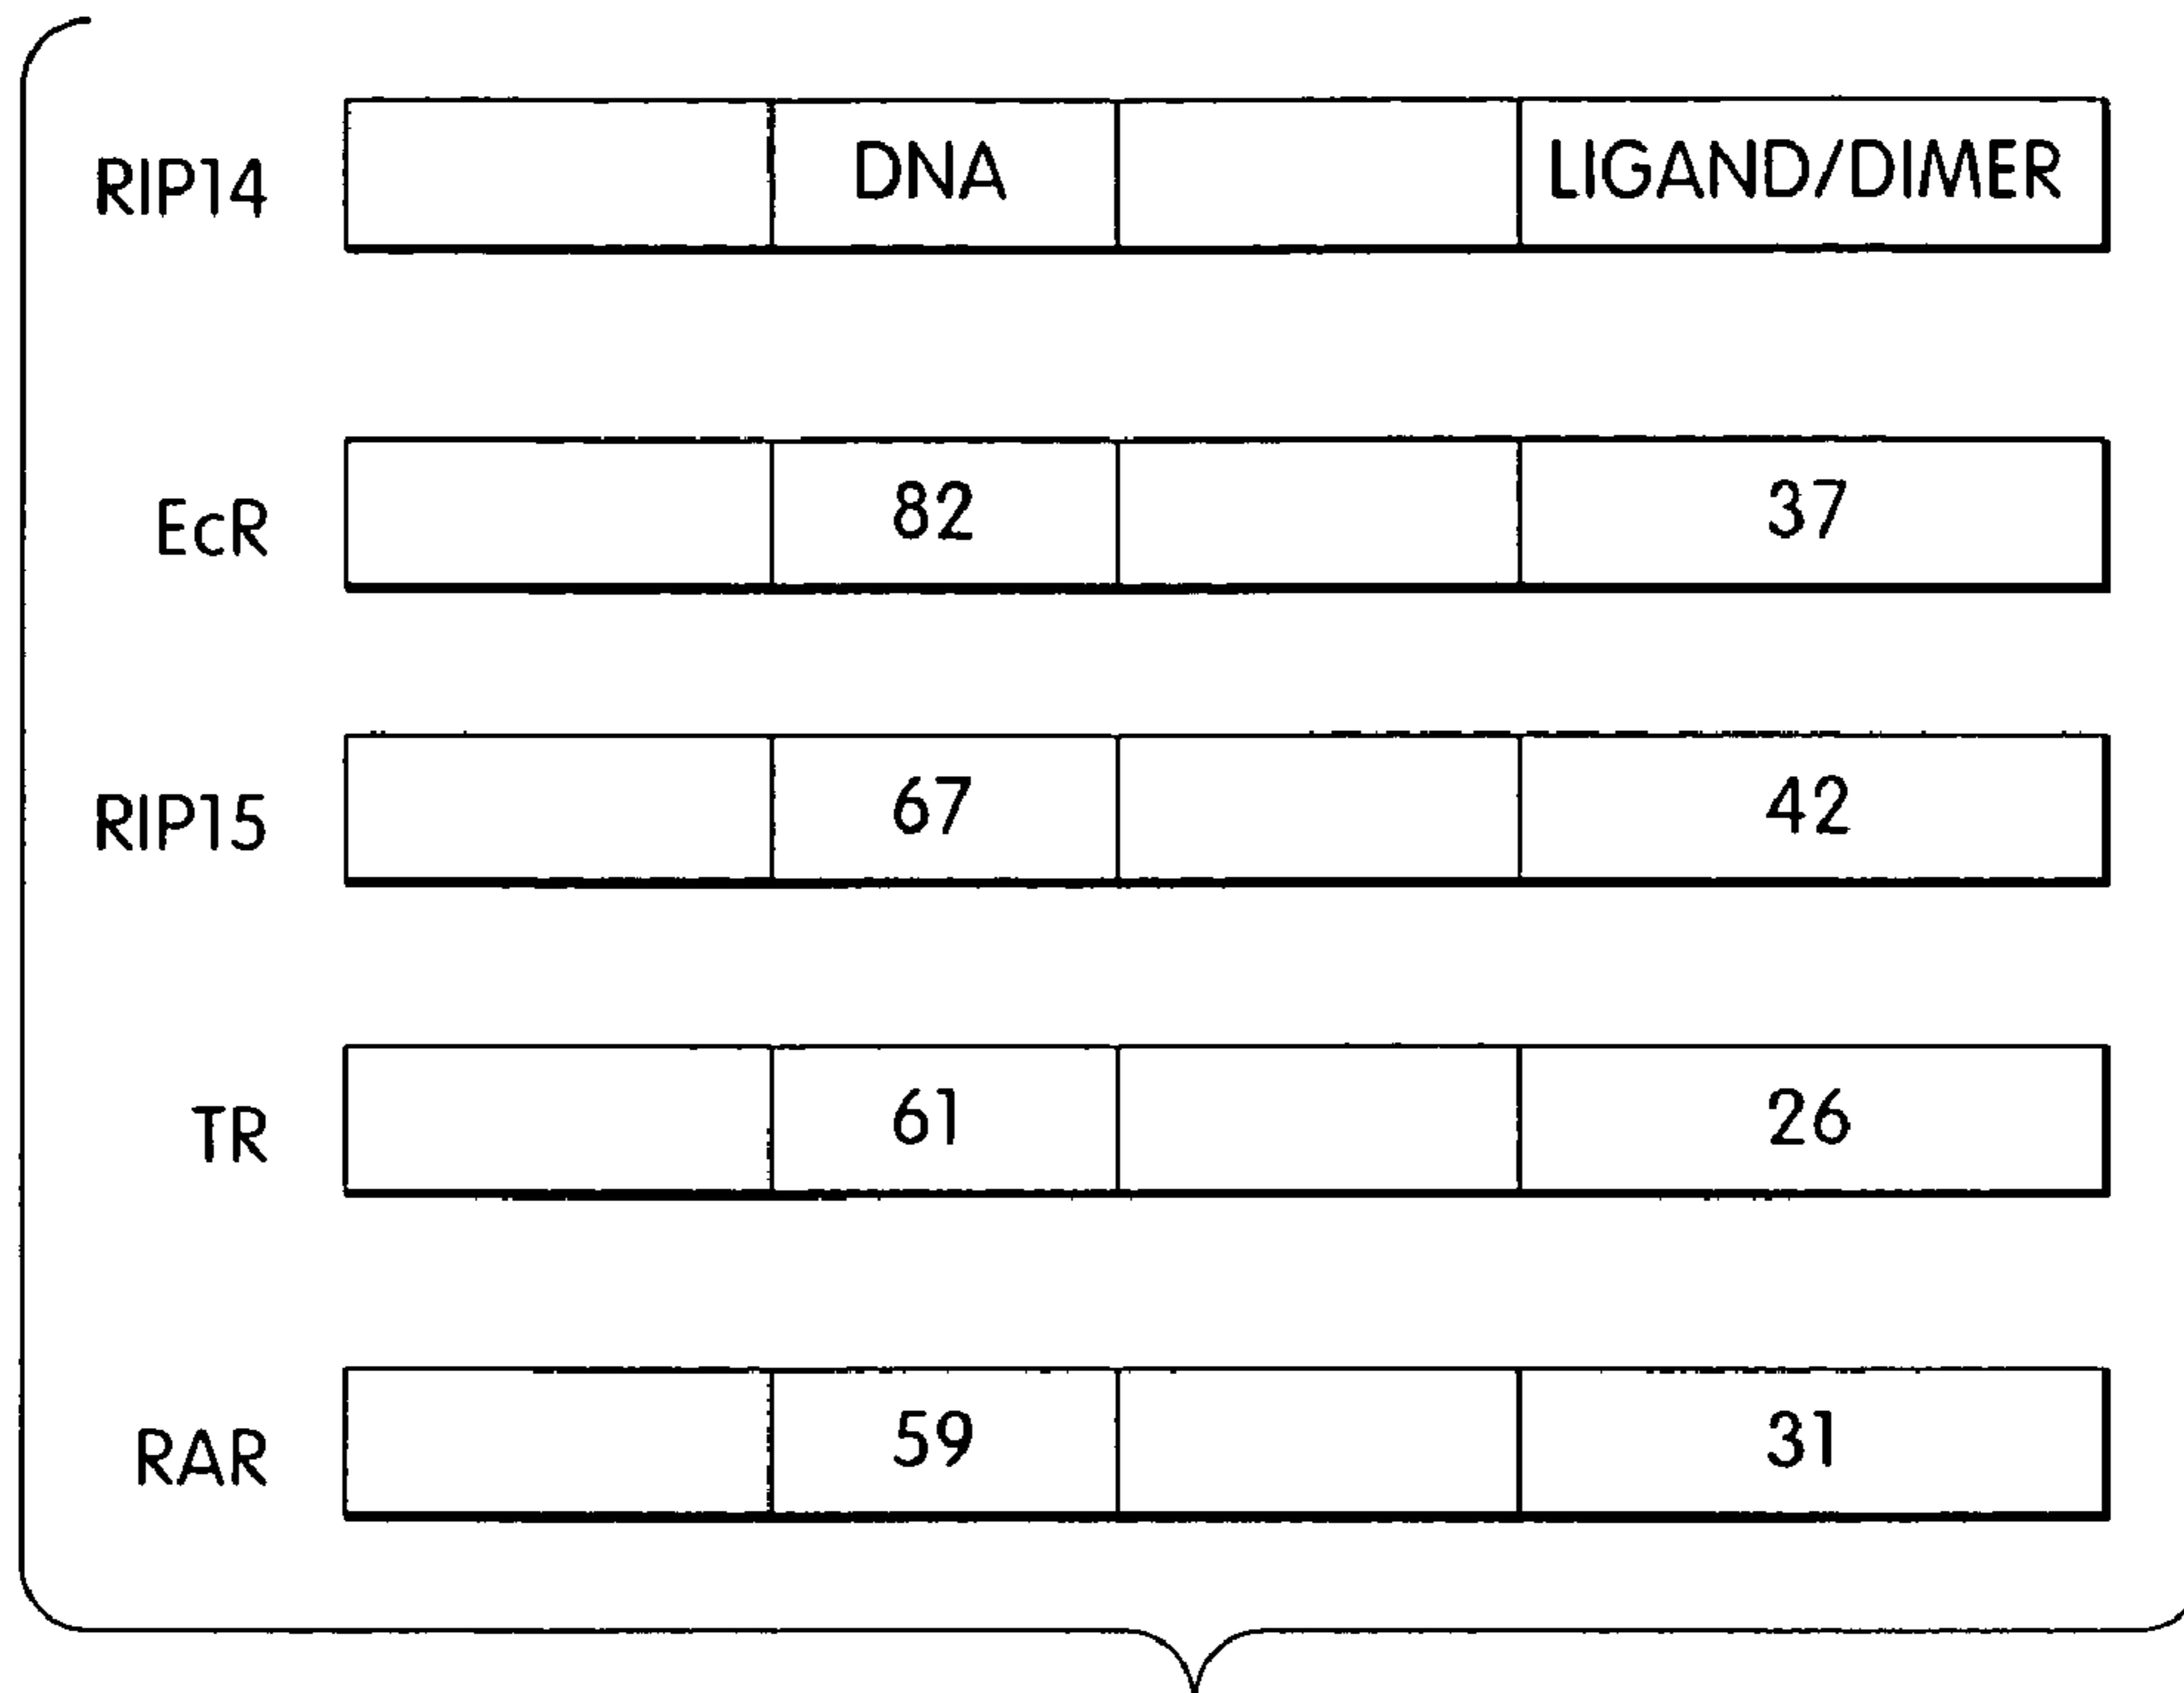 RIP14 DNA LIGAND/DIMER
EcR 82 37
RIP15 67 42
TR 61 26
RAR 59 31